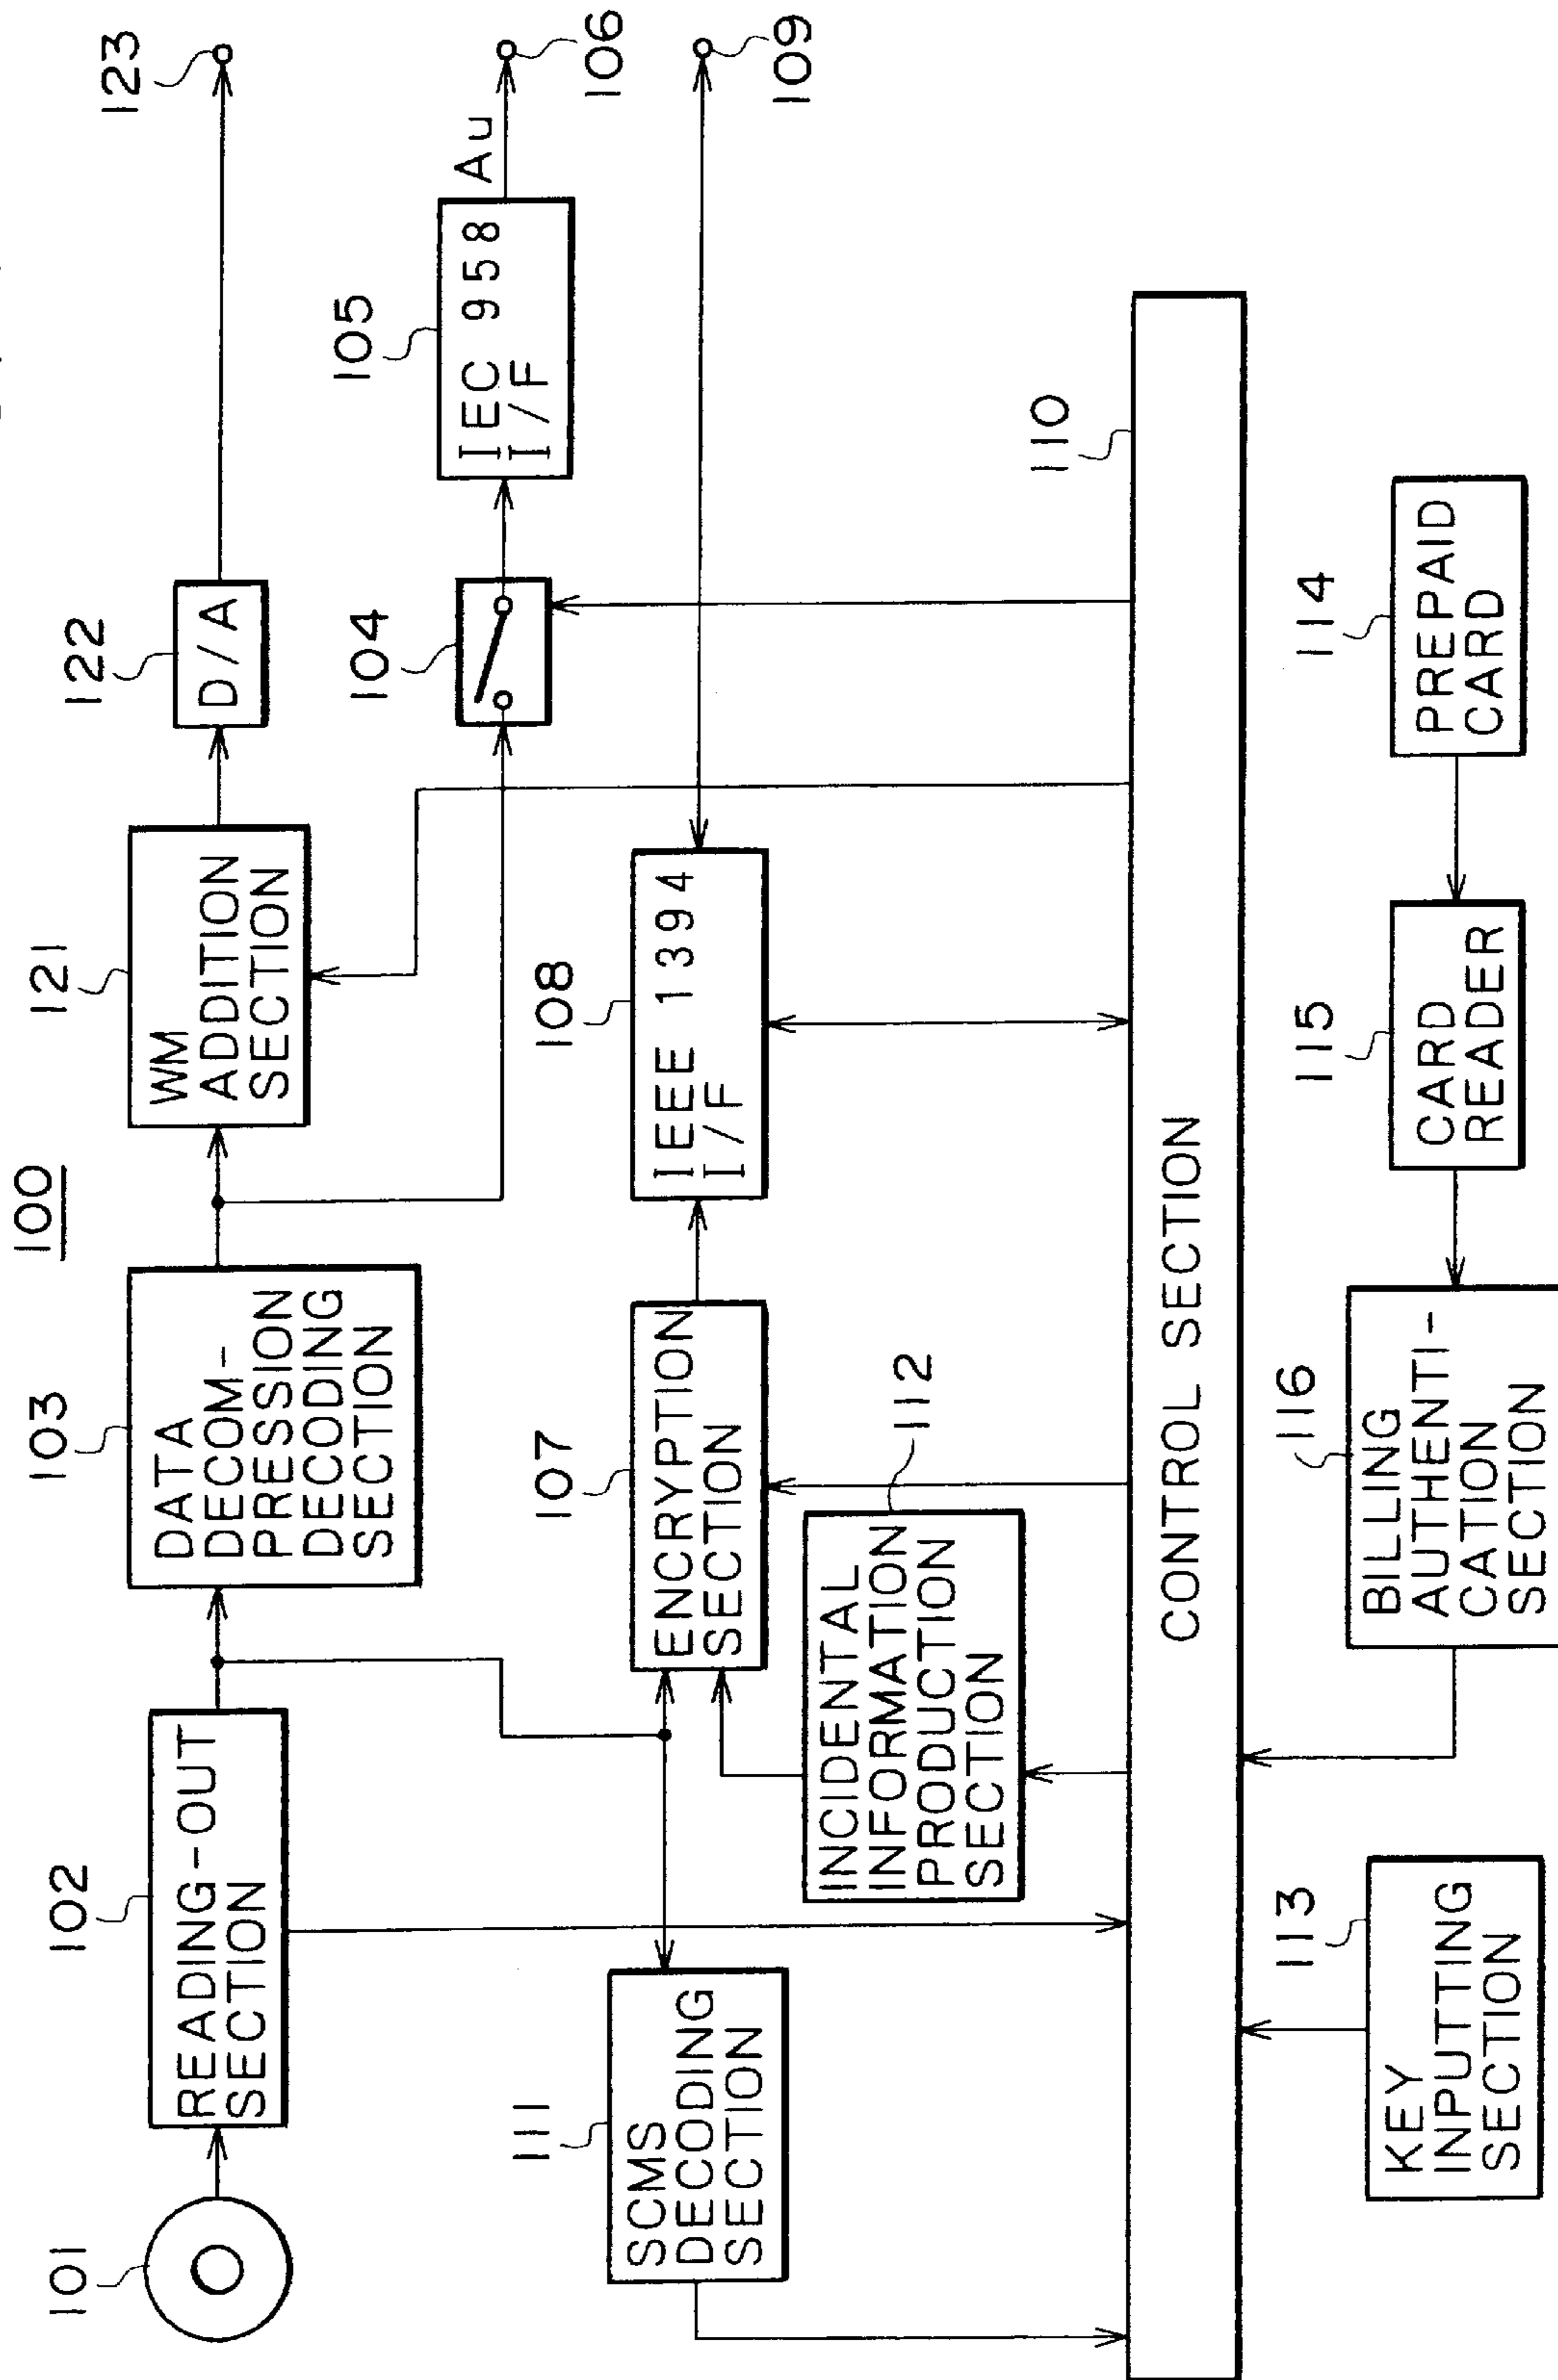 100
101
102
READING-OUT
SECTION
103
DATA
DECOM-
PRESSION
DECODING
SECTION
121
WM
ADDITION
SECTION
122
D/A
123
104
105
IEC 958
I/F
Au
106
111
SCMS
DECODING
SECTION
107
ENCRYPTION
SECTION
108
IEEE 1394
I/F
109
112
INCIDENTAL
INFORMATION
PRODUCTION
SECTION
110
CONTROL SECTION
113
KEY
INPUTTING
SECTION
116
BILLING
AUTHENTI-
CATION
SECTION
115
CARD
READER
114
PREPAID
CARD